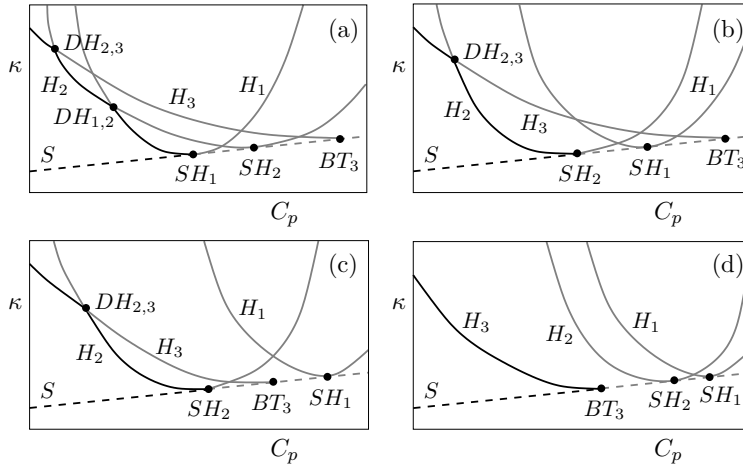 (a)
κ
DH₂,₃
H₂
H₃
H₁
DH₁,₂
S
SH₁
SH₂
BT₃
Cₚ
(b)
κ
DH₂,₃
H₁
H₂
H₃
S
SH₂
SH₁
BT₃
Cₚ
(c)
κ
DH₂,₃
H₁
H₂
H₃
S
SH₂
BT₃
SH₁
Cₚ
(d)
κ
H₃
H₂
H₁
S
BT₃
SH₂
SH₁
Cₚ